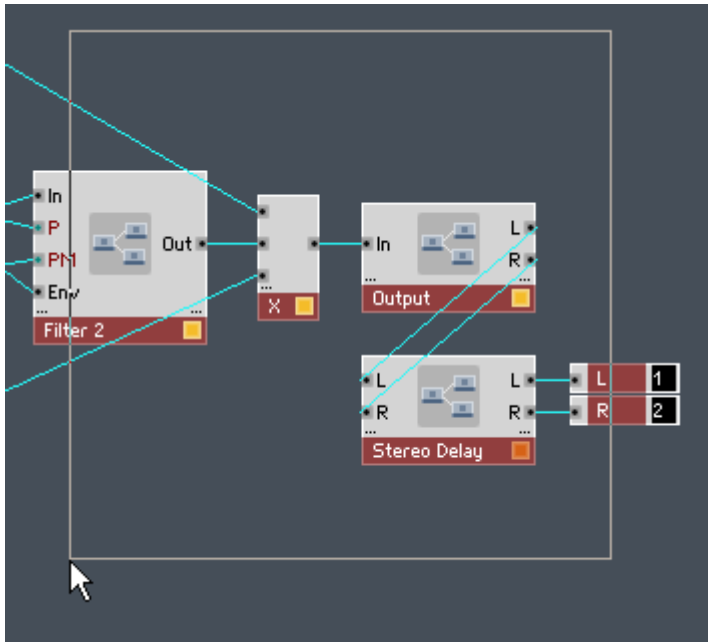 In
P
PM
Env
...
Out
...
Filter 2
...
X
In
...
L
R
...
Output
L
R
...
L
R
...
Stereo Delay
L 1
R 2